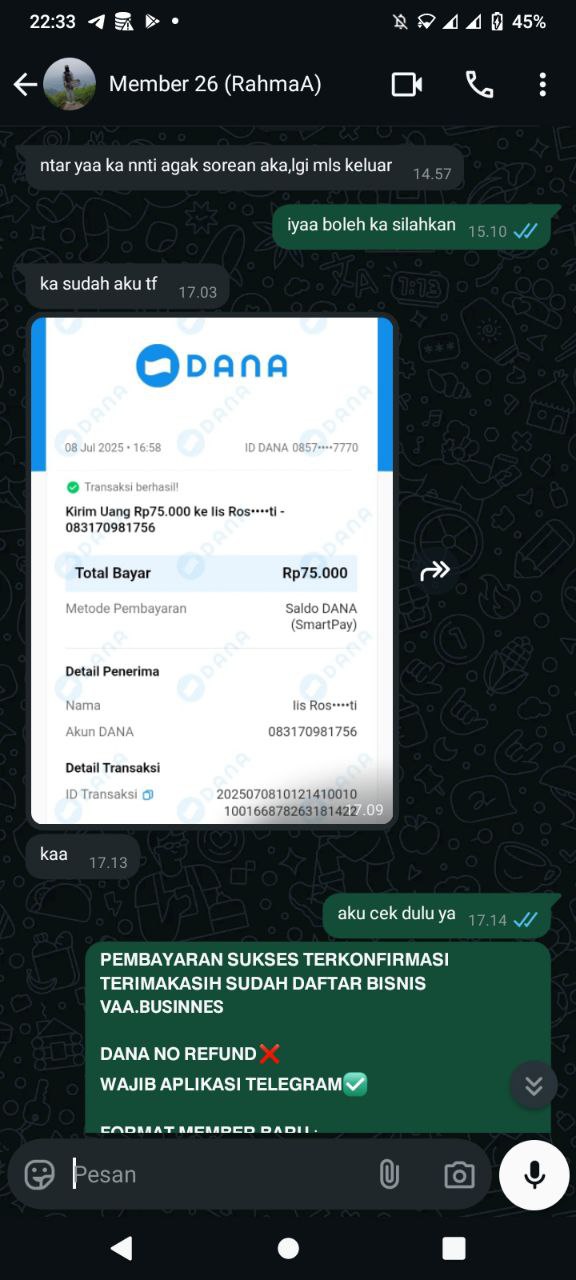 22:33
45%
Member 26 (RahmaA)
ntar yaa ka nnti agak sorean aka,lgi mls keluar 14.57
iyaa boleh ka silahkan 15.10
ka sudah aku tf 17.03
DANA
08 Jul 2025 • 16:58 ID DANA 0857••••7770
Transaksi berhasil!
Kirim Uang Rp75.000 ke Iis Ros••••ti -
083170981756
Total Bayar Rp75.000
Metode Pembayaran Saldo DANA
(SmartPay)
Detail Penerima
Nama Iis Ros••••ti
Akun DANA 083170981756
Detail Transaksi
ID Transaksi 2025070810121410010
100166878263181422
17.09
kaa 17.13
aku cek dulu ya 17.14
PEMBAYARAN SUKSES TERKONFIRMASI
TERIMAKASIH SUDAH DAFTAR BISNIS
VAA.BUSINNES
DANA NO REFUND❌
WAJIB APLIKASI TELEGRAM✅
FORMAT MEMBER BARU :
Pesan